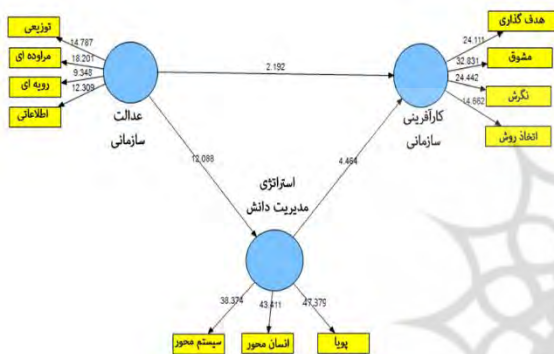 توزیعی
مراوده ای
رویه ای
اطلاعاتی
14.787
18.201
9.348
12.309
عدالت
سازمانی
2.192
هدف گذاری
مشوق
نگرش
اتخاذ روش
24.111
32.831
24.442
14.662
کارآفرینی
سازمانی
12.088
4.464
استراتژی
مدیریت دانش
38.374
43.411
47.379
سیستم محور
انسان محور
پویا